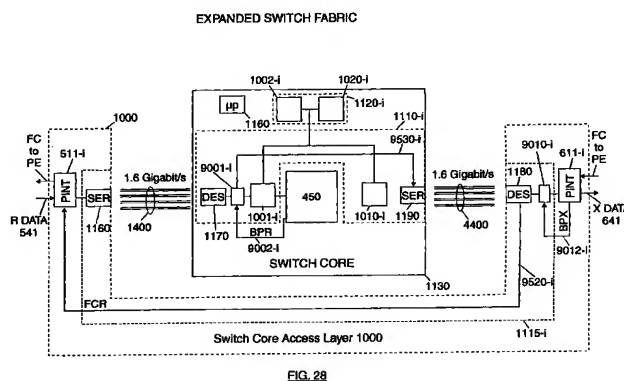 EXPANDED SWITCH FABRIC
1002-i
1020-i
1120-i
µp
1160
1000
1110-i
9530-i
FC to PE
511-i
1.6 Gigabit/s
9001-i
PINT
SER
1160
R DATA
541
1400
DES
1170
1001-i
BPR
9002-i
450
1010-i
SER
1190
SWITCH CORE
1130
1.6 Gigabit/s
4400
1180
DES
9010-i
611-i
FC to PE
PINT
X DATA
641
BPX
9012-i
9520-i
FCR
1115-i
Switch Core Access Layer 1000
FIG. 28